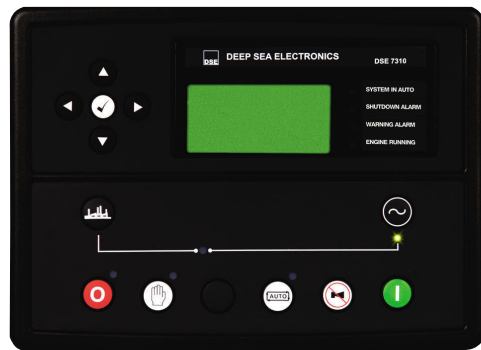 DSE DEEP SEA ELECTRONICS DSE 7310
SYSTEM IN AUTO
SHUTDOWN ALARM
WARNING ALARM
ENGINE RUNNING
O AUTO I